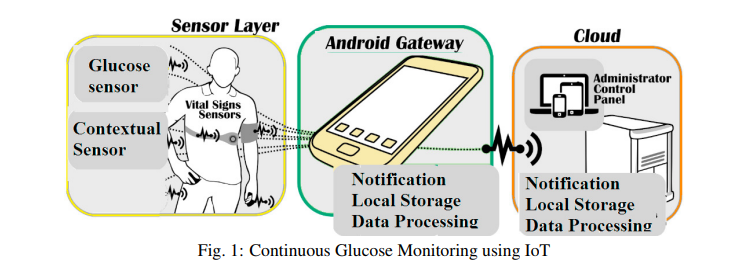 Sensor Layer
Glucose
sensor
Contextual
Sensor
Vital Signs
Sensors
Android Gateway
Notification
Local Storage
Data Processing
Cloud
Administrator
Control
Panel
Notification
Local Storage
Data Processing
Fig. 1: Continuous Glucose Monitoring using IoT